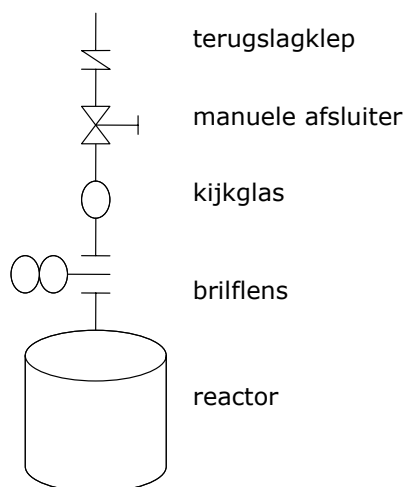 terugslagklep
manuele afsluiter
kijkglas
brilflens
reactor